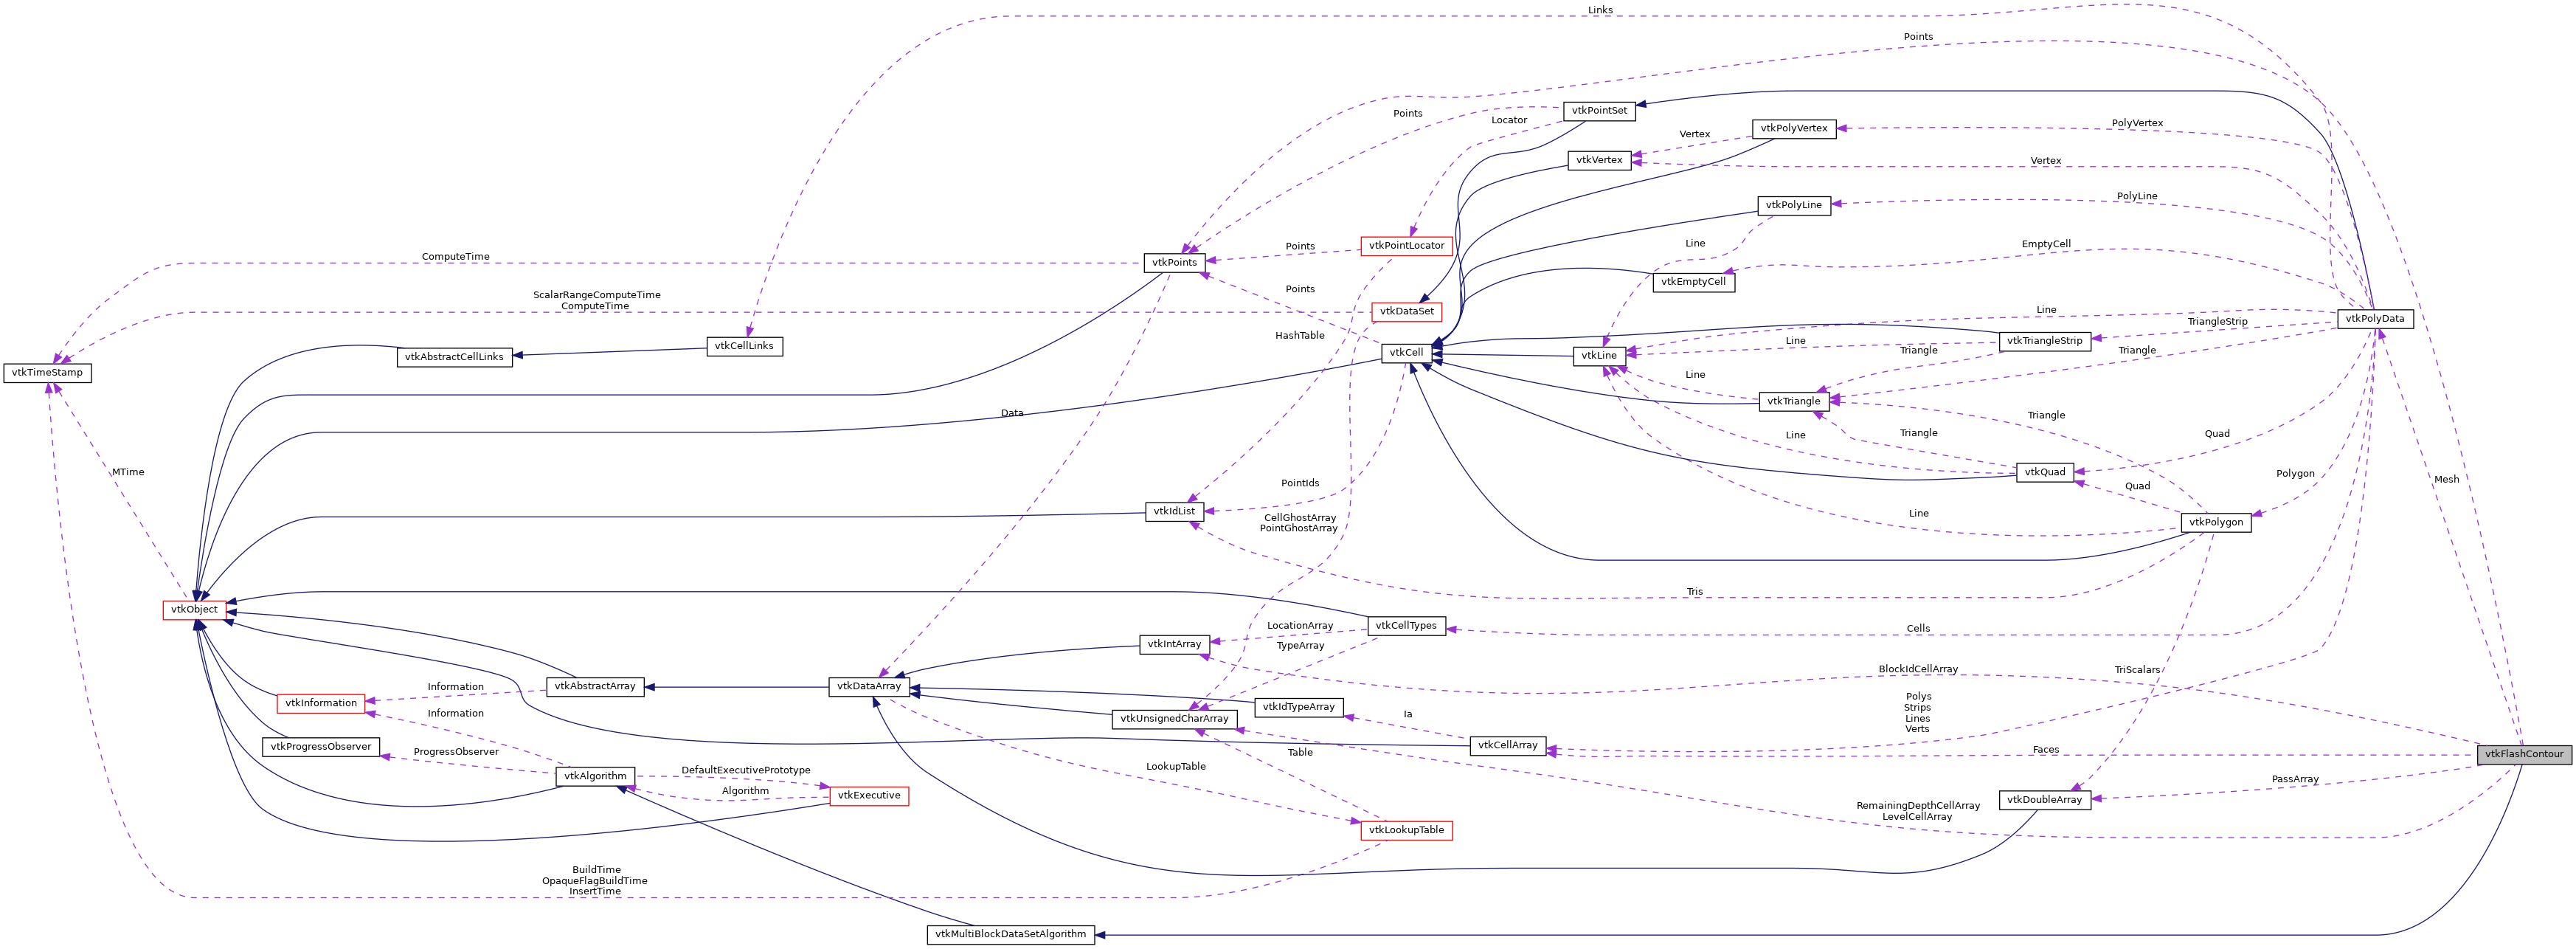 Links
Points
vtkPointSet
Points
Locator
PolyVertex
vtkPolyVertex
Vertex
vtkVertex
Vertex
PolyLine
vtkPolyLine
Line
EmptyCell
vtkPointLocator
Points
ComputeTime
vtkPoints
vtkEmptyCell
Points
ScalarRangeComputeTime
ComputeTime
vtkDataSet
Line
vtkPolyData
TriangleStrip
HashTable
vtkCellLinks
vtkTriangleStrip
Line
vtkAbstractCellLinks
vtkCell
vtkLine
Triangle
Triangle
vtkTimeStamp
Line
vtkTriangle
Data
Triangle
Line
Triangle
Quad
MTime
vtkQuad
Polygon
Mesh
PointIds
Quad
vtkIdList
Line
CellGhostArray
PointGhostArray
vtkPolygon
Tris
vtkObject
LocationArray
vtkCellTypes
Cells
vtkIntArray
TypeArray
BlockIdCellArray
TriScalars
Information
vtkAbstractArray
vtkDataArray
vtkInformation
Polys
Strips
Lines
Verts
vtkIdTypeArray
Information
vtkUnsignedCharArray
Ia
vtkProgressObserver
ProgressObserver
Table
vtkCellArray
Faces
vtkFlashContour
LookupTable
DefaultExecutivePrototype
vtkAlgorithm
PassArray
Algorithm
vtkExecutive
vtkDoubleArray
RemainingDepthCellArray
LevelCellArray
vtkLookupTable
BuildTime
OpaqueFlagBuildTime
InsertTime
vtkMultiBlockDataSetAlgorithm